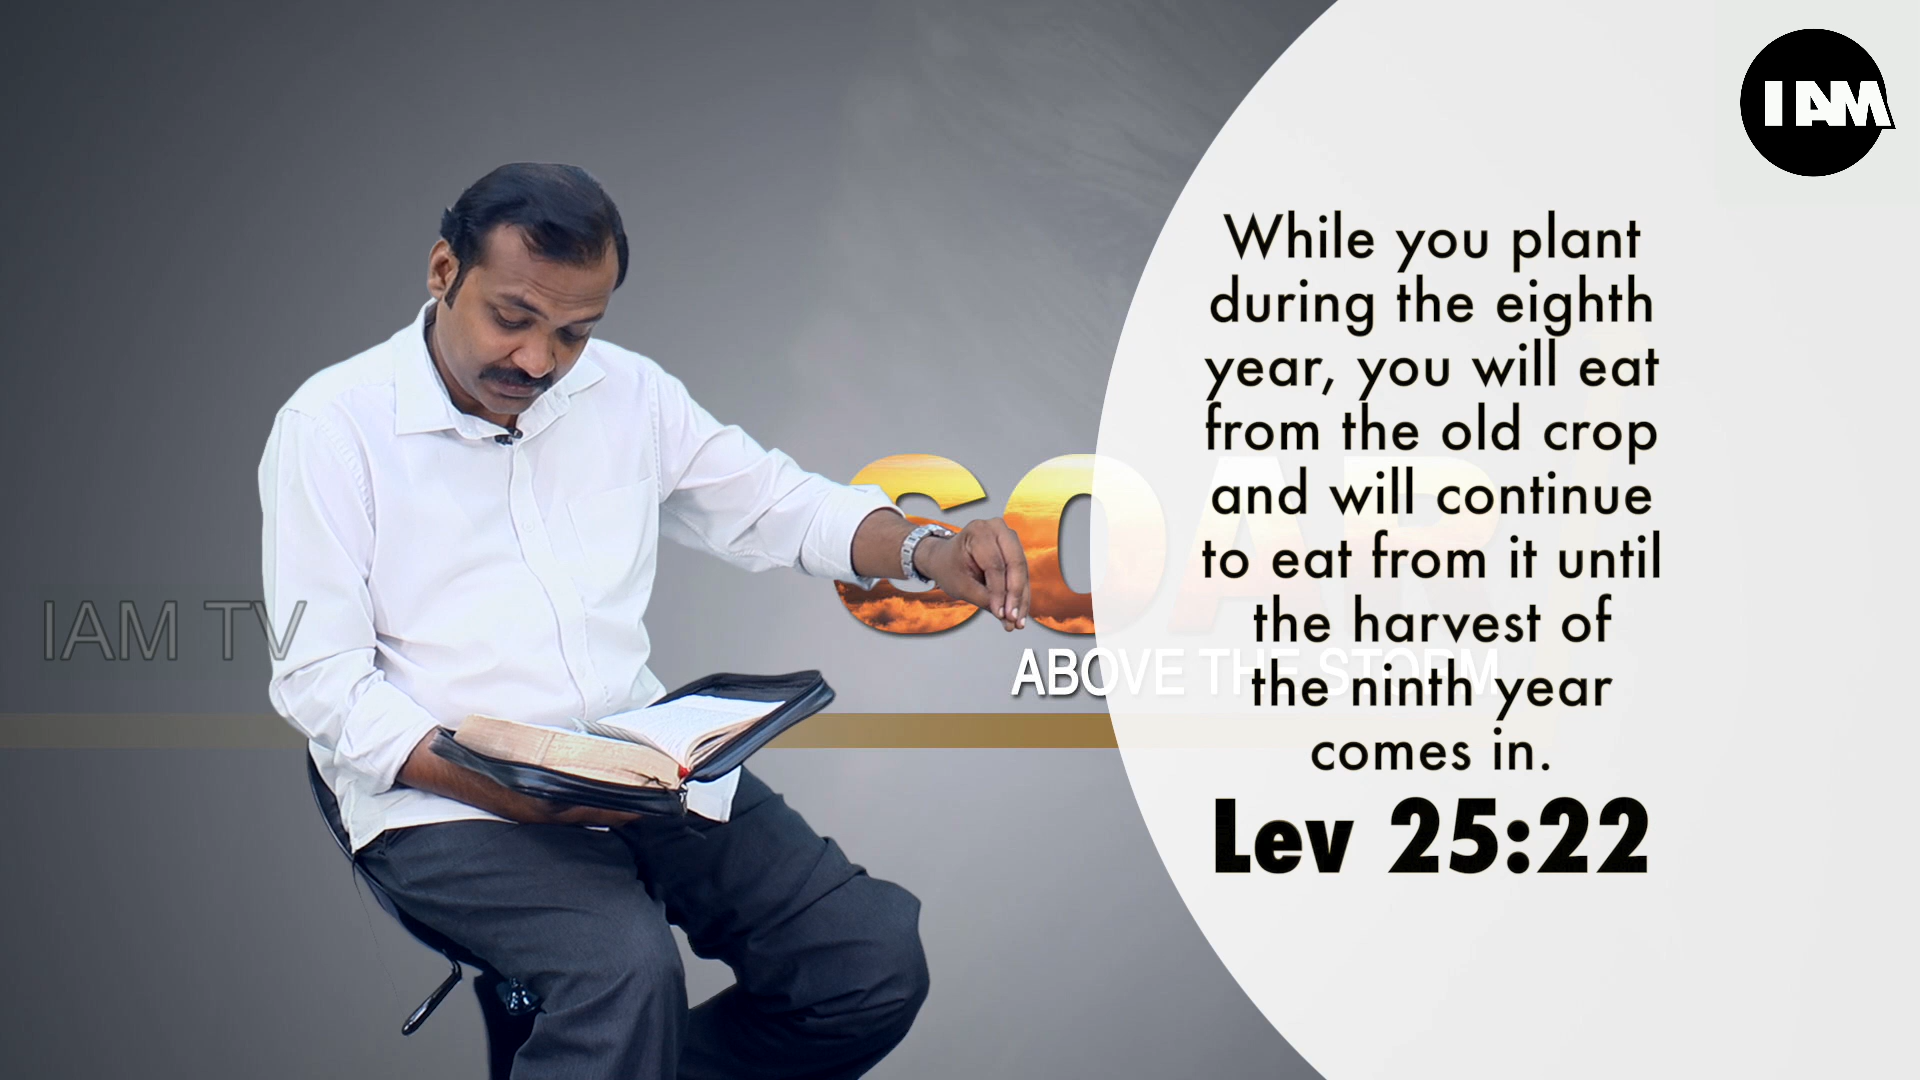 I AM
While you plant
during the eighth
year, you will eat
from the old crop
and will continue
to eat from it until
the harvest of
the ninth year
comes in.
Lev 25:22
SOAR
ABOVE THE STORM
IAM TV